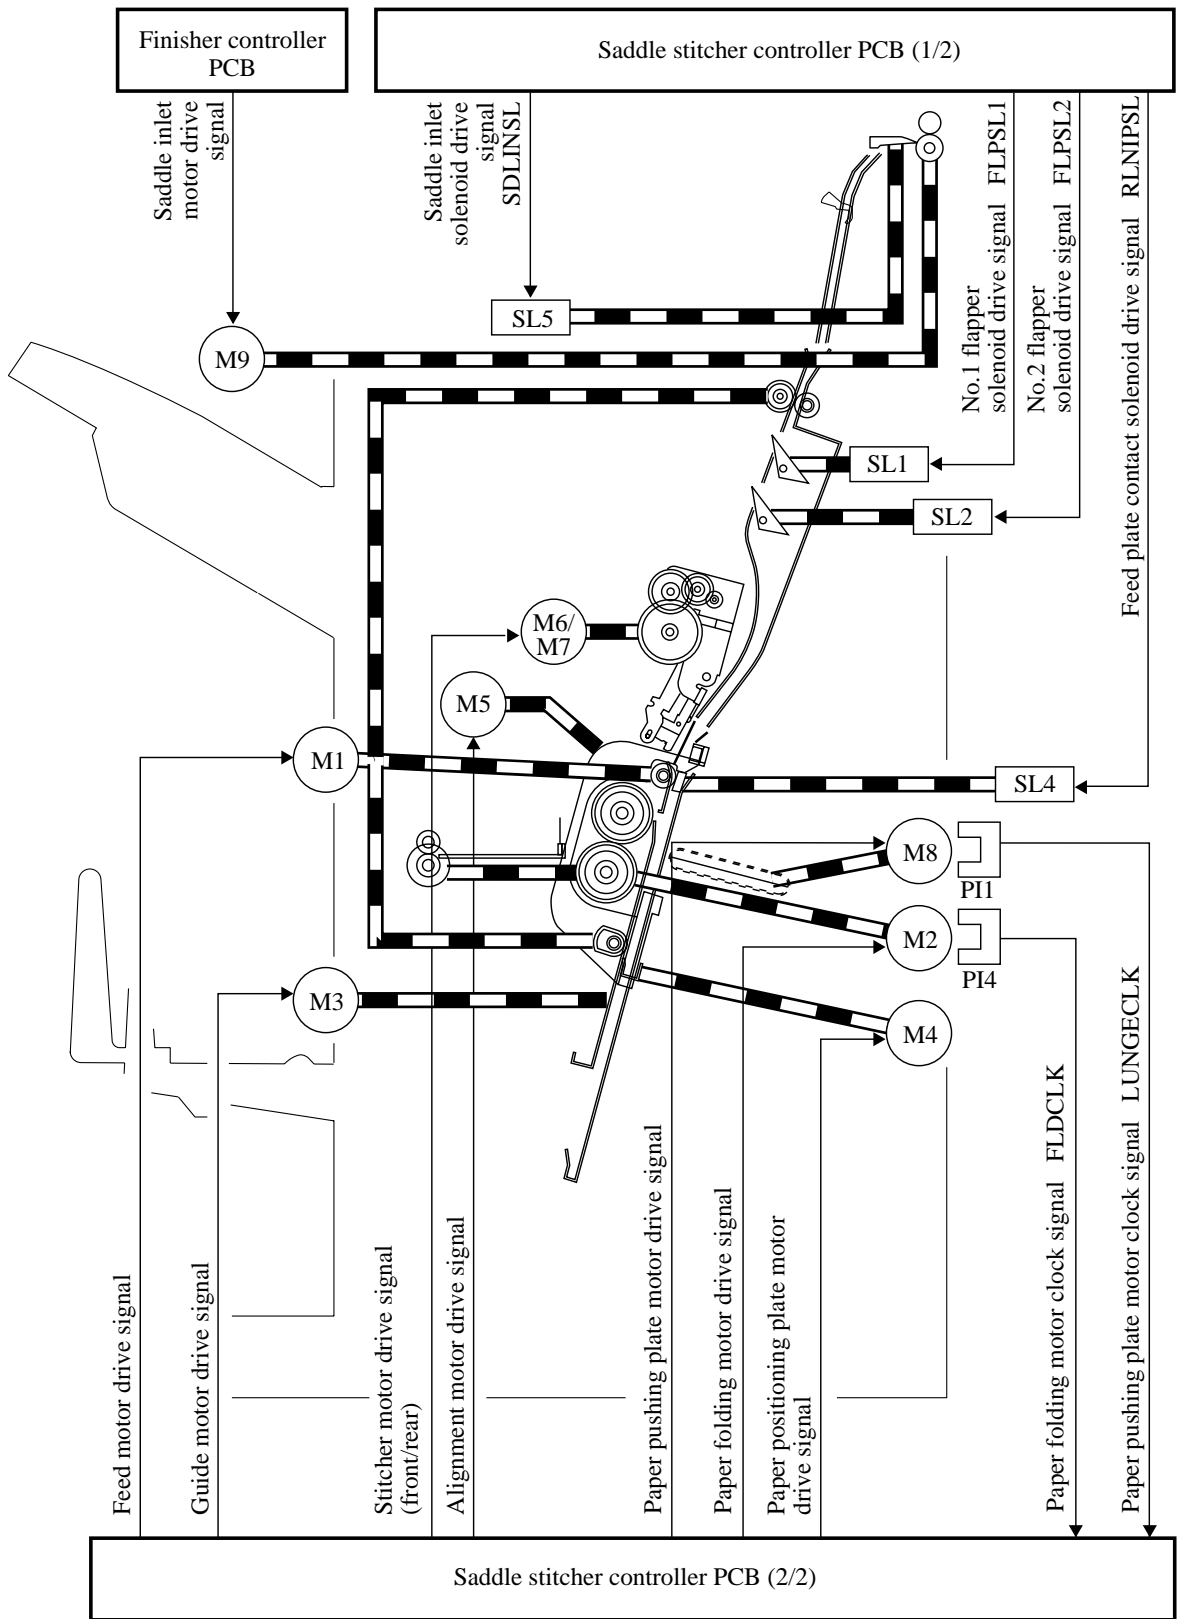 Finisher controller
PCB
Saddle stitcher controller PCB (1/2)
Saddle inlet
motor drive
signal
Saddle inlet
solenoid drive
signal
SDLINSL
No.1 flapper
solenoid drive signal FLPSL1
No.2 flapper
solenoid drive signal FLPSL2
Feed plate contact solenoid drive signal RLNIPSL
SL5
M9
SL1
SL2
M6/
M7
M5
M1
SL4
M8
PI1
M2
PI4
M3
M4
Feed motor drive signal
Guide motor drive signal
Stitcher motor drive signal
(front/rear)
Alignment motor drive signal
Paper pushing plate motor drive signal
Paper folding motor drive signal
Paper positioning plate motor
drive signal
Paper folding motor clock signal FLDCLK
Paper pushing plate motor clock signal LUNGECLK
Saddle stitcher controller PCB (2/2)